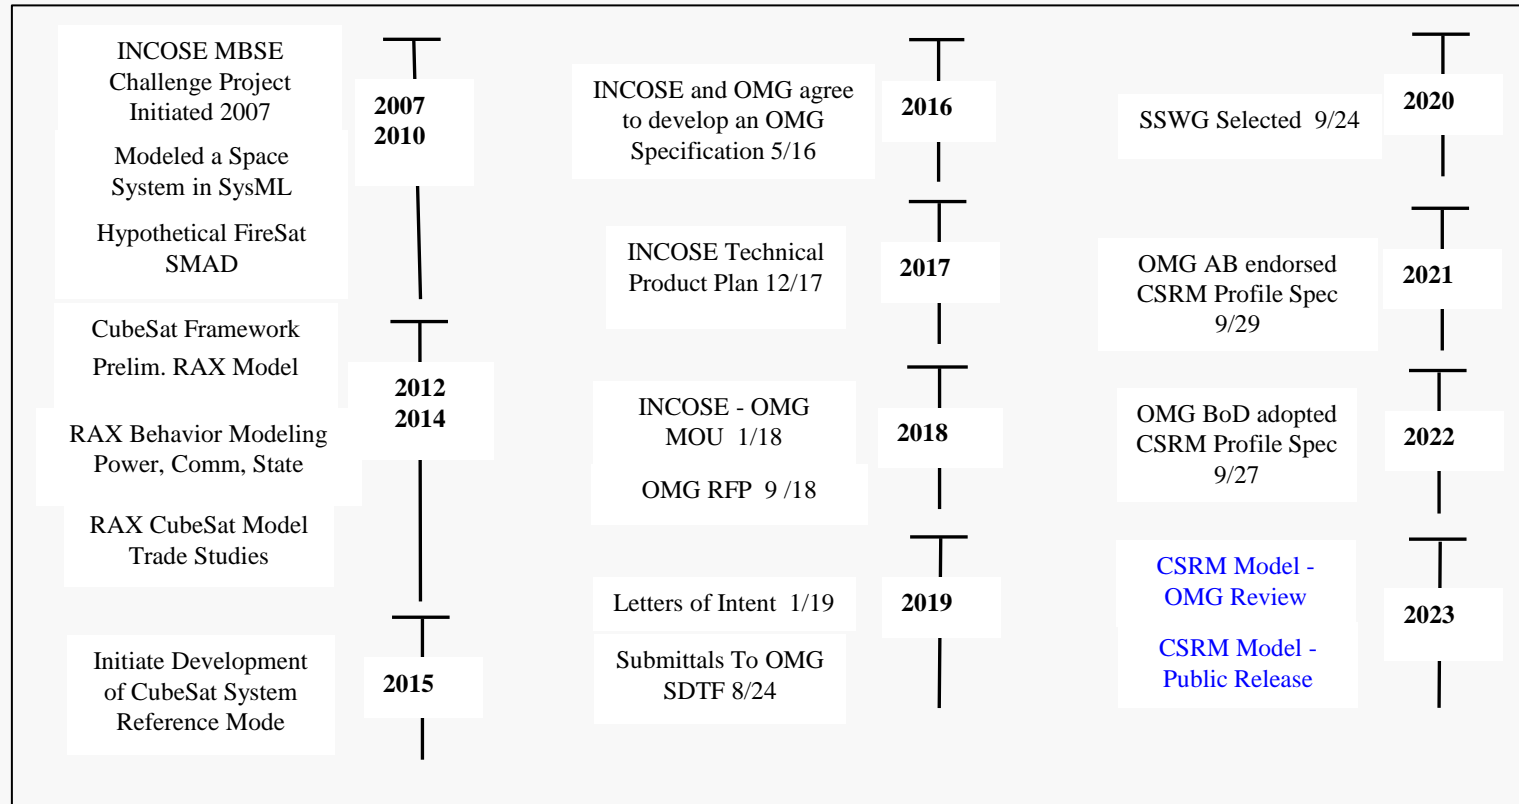 INCOSE MBSE
Challenge Project
Initiated 2007
Modeled a Space
System in SysML
Hypothetical FireSat
SMAD
2007
2010
CubeSat Framework
Prelim. RAX Model
RAX Behavior Modeling
Power, Comm, State
RAX CubeSat Model
Trade Studies
2012
2014
Initiate Development
of CubeSat System
Reference Mode
2015
INCOSE and OMG agree
to develop an OMG
Specification 5/16
2016
INCOSE Technical
Product Plan 12/17
2017
INCOSE - OMG
MOU 1/18
OMG RFP 9 /18
2018
Letters of Intent 1/19
Submittals To OMG
SDTF 8/24
2019
SSWG Selected 9/24
2020
OMG AB endorsed
CSRM Profile Spec
9/29
2021
OMG BoD adopted
CSRM Profile Spec
9/27
2022
CSRM Model -
OMG Review
CSRM Model -
Public Release
2023